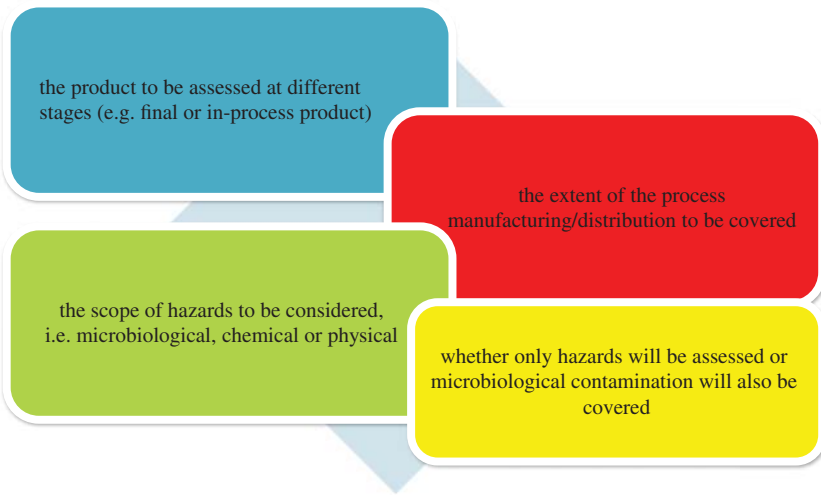 the product to be assessed at different
stages (e.g. final or in-process product)
the extent of the process
manufacturing/distribution to be covered
the scope of hazards to be considered,
i.e. microbiological, chemical or physical
whether only hazards will be assessed or
microbiological contamination will also be
covered